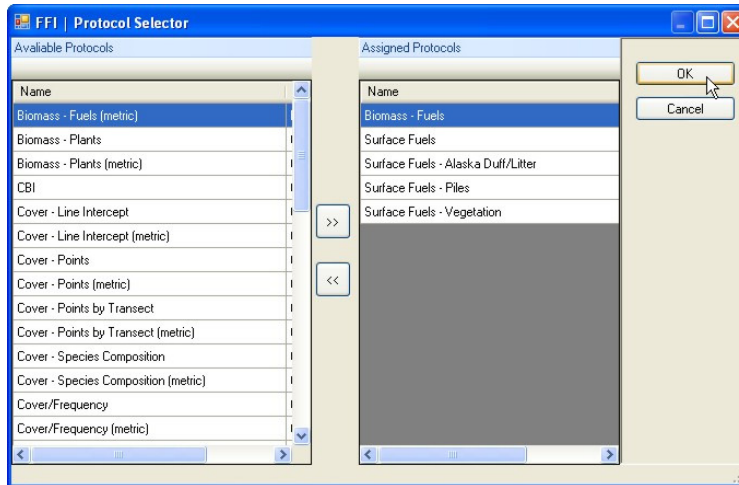 FFI | Protocol Selector
Avaliable Protocols
Name
Biomass - Fuels (metric)
Biomass - Plants
Biomass - Plants (metric)
CBI
Cover - Line Intercept
Cover - Line Intercept (metric)
Cover - Points
Cover - Points (metric)
Cover - Points by Transect
Cover - Points by Transect (metric)
Cover - Species Composition
Cover - Species Composition (metric)
Cover/Frequency
Cover/Frequency (metric)
>>
<<
Assigned Protocols
Name
Biomass - Fuels
Surface Fuels
Surface Fuels - Alaska Duff/Litter
Surface Fuels - Piles
Surface Fuels - Vegetation
OK
Cancel